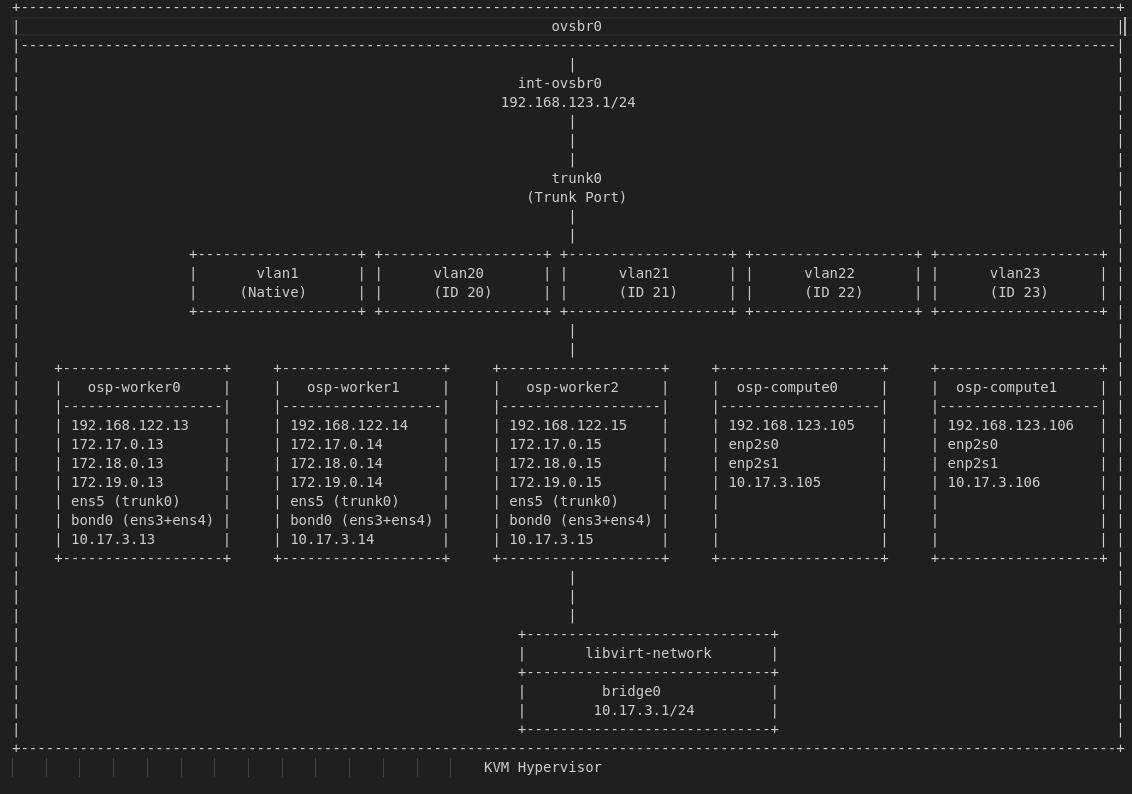 +----------------------------------------------------------------------------------------------------------------------------------+
|                                                               ovsbr0                                                             |
|----------------------------------------------------------------------------------------------------------------------------------|
|                                                                 |                                                                |
|                                                           int-ovsbr0                                                             |
|                                                         192.168.123.1/24                                                         |
|                                                                 |                                                                |
|                                                                 |                                                                |
|                                                                 |                                                                |
|                                                               trunk0                                                             |
|                                                            (Trunk Port)                                                          |
|                                                                 |                                                                |
|                                                                 |                                                                |
|                    +-------------------+ +-------------------+ +-------------------+ +-------------------+ +-------------------+ |
|                    |       vlan1       | |      vlan20       | |      vlan21       | |      vlan22       | |      vlan23       | |
|                    |     (Native)      | |      (ID 20)      | |      (ID 21)      | |      (ID 22)      | |      (ID 23)      | |
|                    +-------------------+ +-------------------+ +-------------------+ +-------------------+ +-------------------+ |
|                                                                 |                                                                |
|                                                                 |                                                                |
|    +-------------------+     +-------------------+     +-------------------+     +-------------------+     +-------------------+ |
|    |   osp-worker0     |     |   osp-worker1     |     |   osp-worker2     |     |  osp-compute0     |     |  osp-compute1     | |
|    |-------------------|     |-------------------|     |-------------------|     |-------------------|     |-------------------| |
|    | 192.168.122.13    |     | 192.168.122.14    |     | 192.168.122.15    |     | 192.168.123.105   |     | 192.168.123.106   | |
|    | 172.17.0.13       |     | 172.17.0.14       |     | 172.17.0.15       |     | enp2s0            |     | enp2s0            | |
|    | 172.18.0.13       |     | 172.18.0.14       |     | 172.18.0.15       |     | enp2s1            |     | enp2s1            | |
|    | 172.19.0.13       |     | 172.19.0.14       |     | 172.19.0.15       |     | 10.17.3.105       |     | 10.17.3.106       | |
|    | ens5 (trunk0)     |     | ens5 (trunk0)     |     | ens5 (trunk0)     |     |                   |     |                   | |
|    | bond0 (ens3+ens4) |     | bond0 (ens3+ens4) |     | bond0 (ens3+ens4) |     |                   |     |                   | |
|    | 10.17.3.13        |     | 10.17.3.14        |     | 10.17.3.15        |     |                   |     |                   | |
|    +-------------------+     +-------------------+     +-------------------+     +-------------------+     +-------------------+ |
|                                                                 |                                                                |
|                                                                 |                                                                |
|                                                                 |                                                                |
|                                                           +-----------------------------+                                        |
|                                                           |       libvirt-network       |                                        |
|                                                           +-----------------------------+                                        |
|                                                           |         bridge0             |                                        |
|                                                           |        10.17.3.1/24         |                                        |
|                                                           +-----------------------------+                                        |
+----------------------------------------------------------------------------------------------------------------------------------+
                                                        KVM Hypervisor